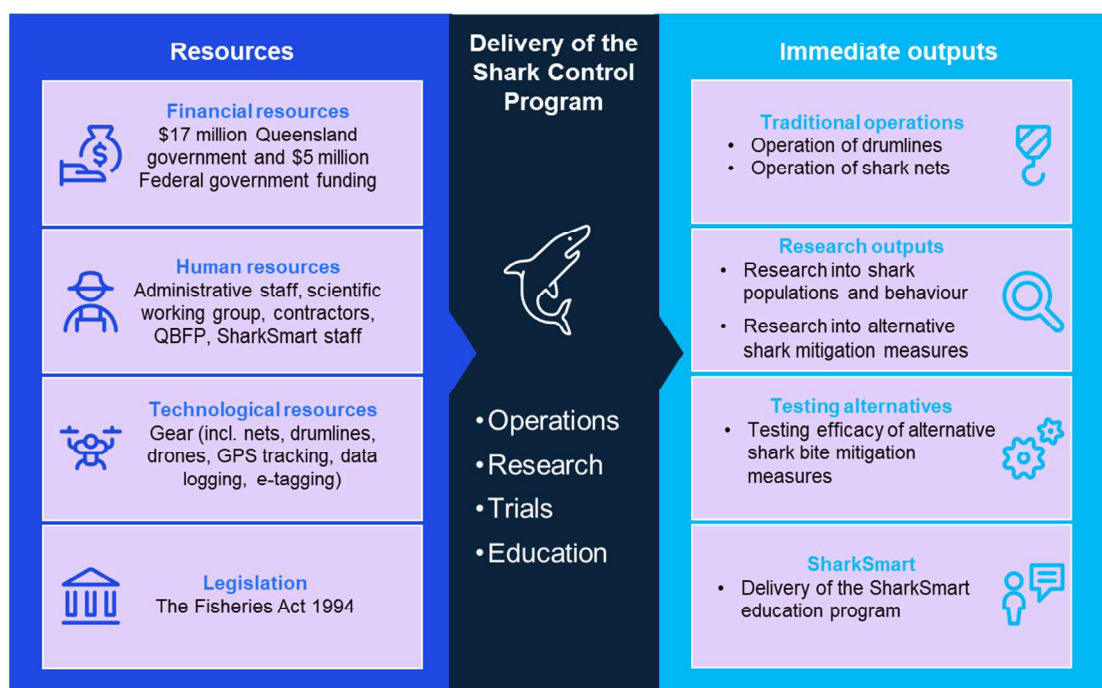 Resources
Financial resources
$17 million Queensland
government and $5 million
Federal government funding
Human resources
Administrative staff, scientific
working group, contractors,
QBFP, SharkSmart staff
Technological resources
Gear (incl. nets, drumlines,
drones, GPS tracking, data
logging, e-tagging)
Legislation
The Fisheries Act 1994
Delivery of the
Shark Control
Program
• Operations
• Research
• Trials
• Education
Immediate outputs
Traditional operations
• Operation of drumlines
• Operation of shark nets
Research outputs
• Research into shark
populations and behaviour
• Research into alternative
shark mitigation measures
Testing alternatives
• Testing efficacy of alternative
shark bite mitigation
measures
SharkSmart
• Delivery of the SharkSmart
education program